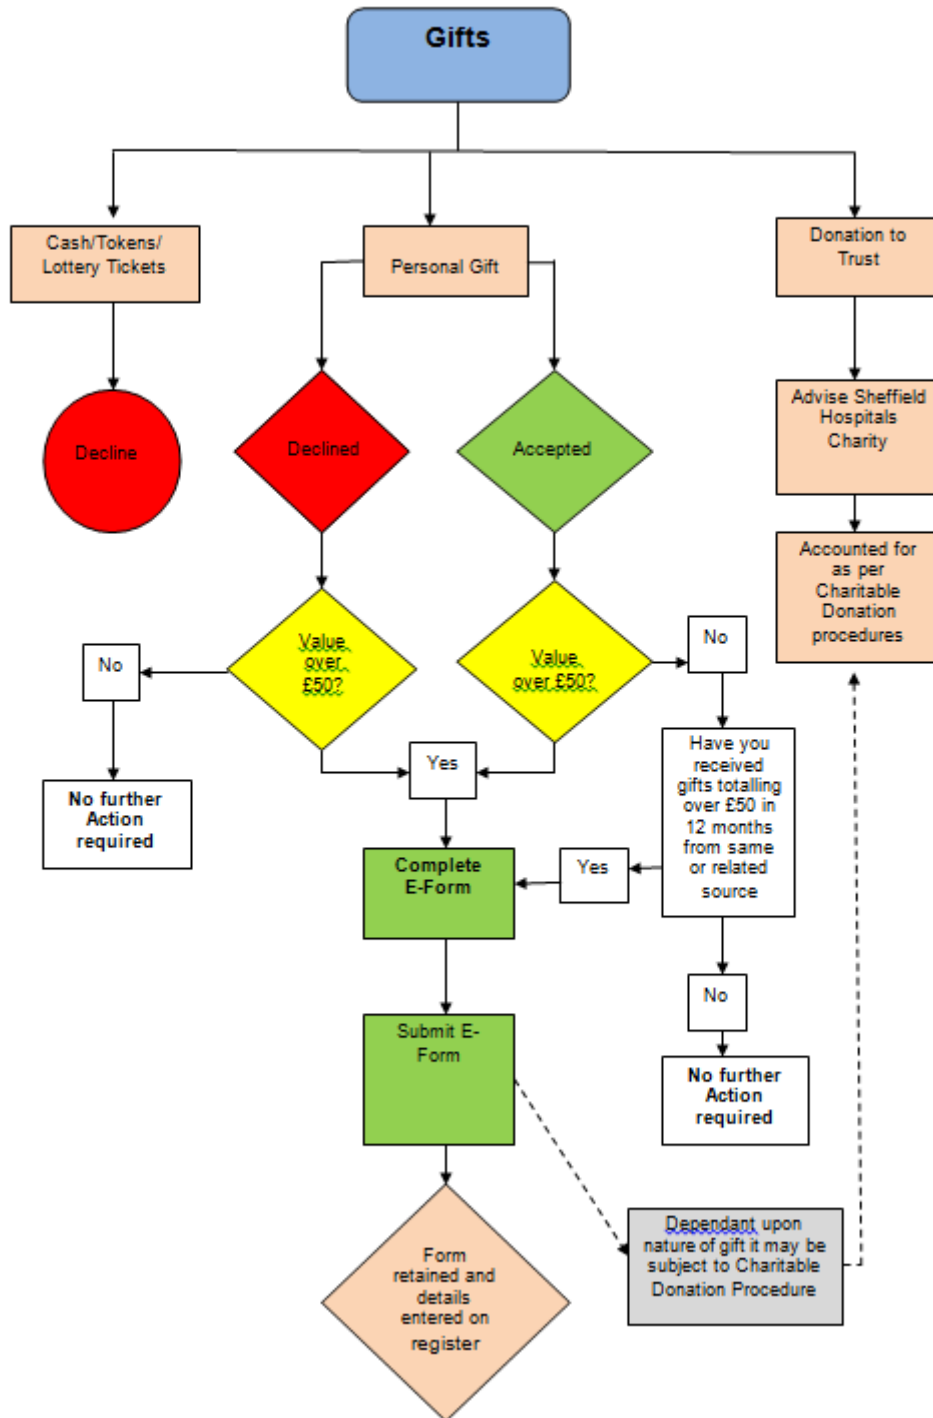 Gifts
Cash/Tokens/
Lottery Tickets
Personal Gift
Donation to
Trust
Decline
Declined
Accepted
Advise Sheffield
Hospitals
Charity
Accounted for
as per
Charitable
Donation
procedures
No
Value
over
£50?
Value
over £50?
No
Yes
Have you
received
gifts totalling
over £50 in
12 months
from same
or related
source
No further
Action
required
Complete
E-Form
Yes
No
Submit E-
Form
No further
Action
required
Form
retained and
details
entered on
register
Dependant upon
nature of gift it may be
subject to Charitable
Donation Procedure